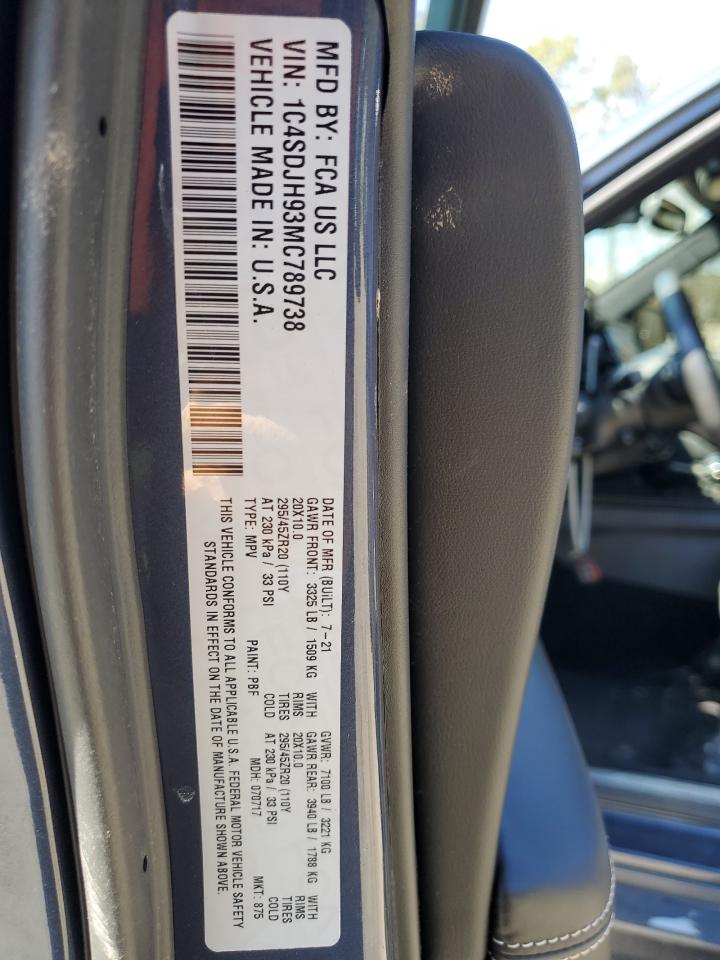 MFD BY: FCA US LLC
VIN: 1C4SDJH93MC789738
VEHICLE MADE IN: U.S.A.
DATE OF MFR (BUILT): 7-21 GVWR: 7100 LB / 3221 KG
GAWR FRONT: 3325 LB / 1509 KG WITH GAWR REAR: 3940 LB / 1788 KG WITH
20X10.0 RIMS 20X10.0 RIMS
295/45ZR20 (110Y TIRES 295/45ZR20 (110Y TIRES
AT 230 kPa / 33 PSI COLD AT 230 kPa / 33 PSI COLD
TYPE: MPV PAINT: PBF MDH: 070717 MKT: 875
THIS VEHICLE CONFORMS TO ALL APPLICABLE U.S.A. FEDERAL MOTOR VEHICLE SAFETY
STANDARDS IN EFFECT ON THE DATE OF MANUFACTURE SHOWN ABOVE.